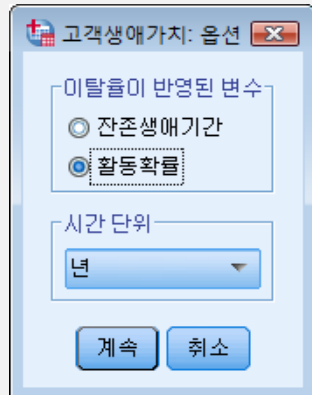 고객생애가치: 옵션
이탈율이 반영된 변수
잔존생애기간
활동확률
시간 단위
년
계속 취소